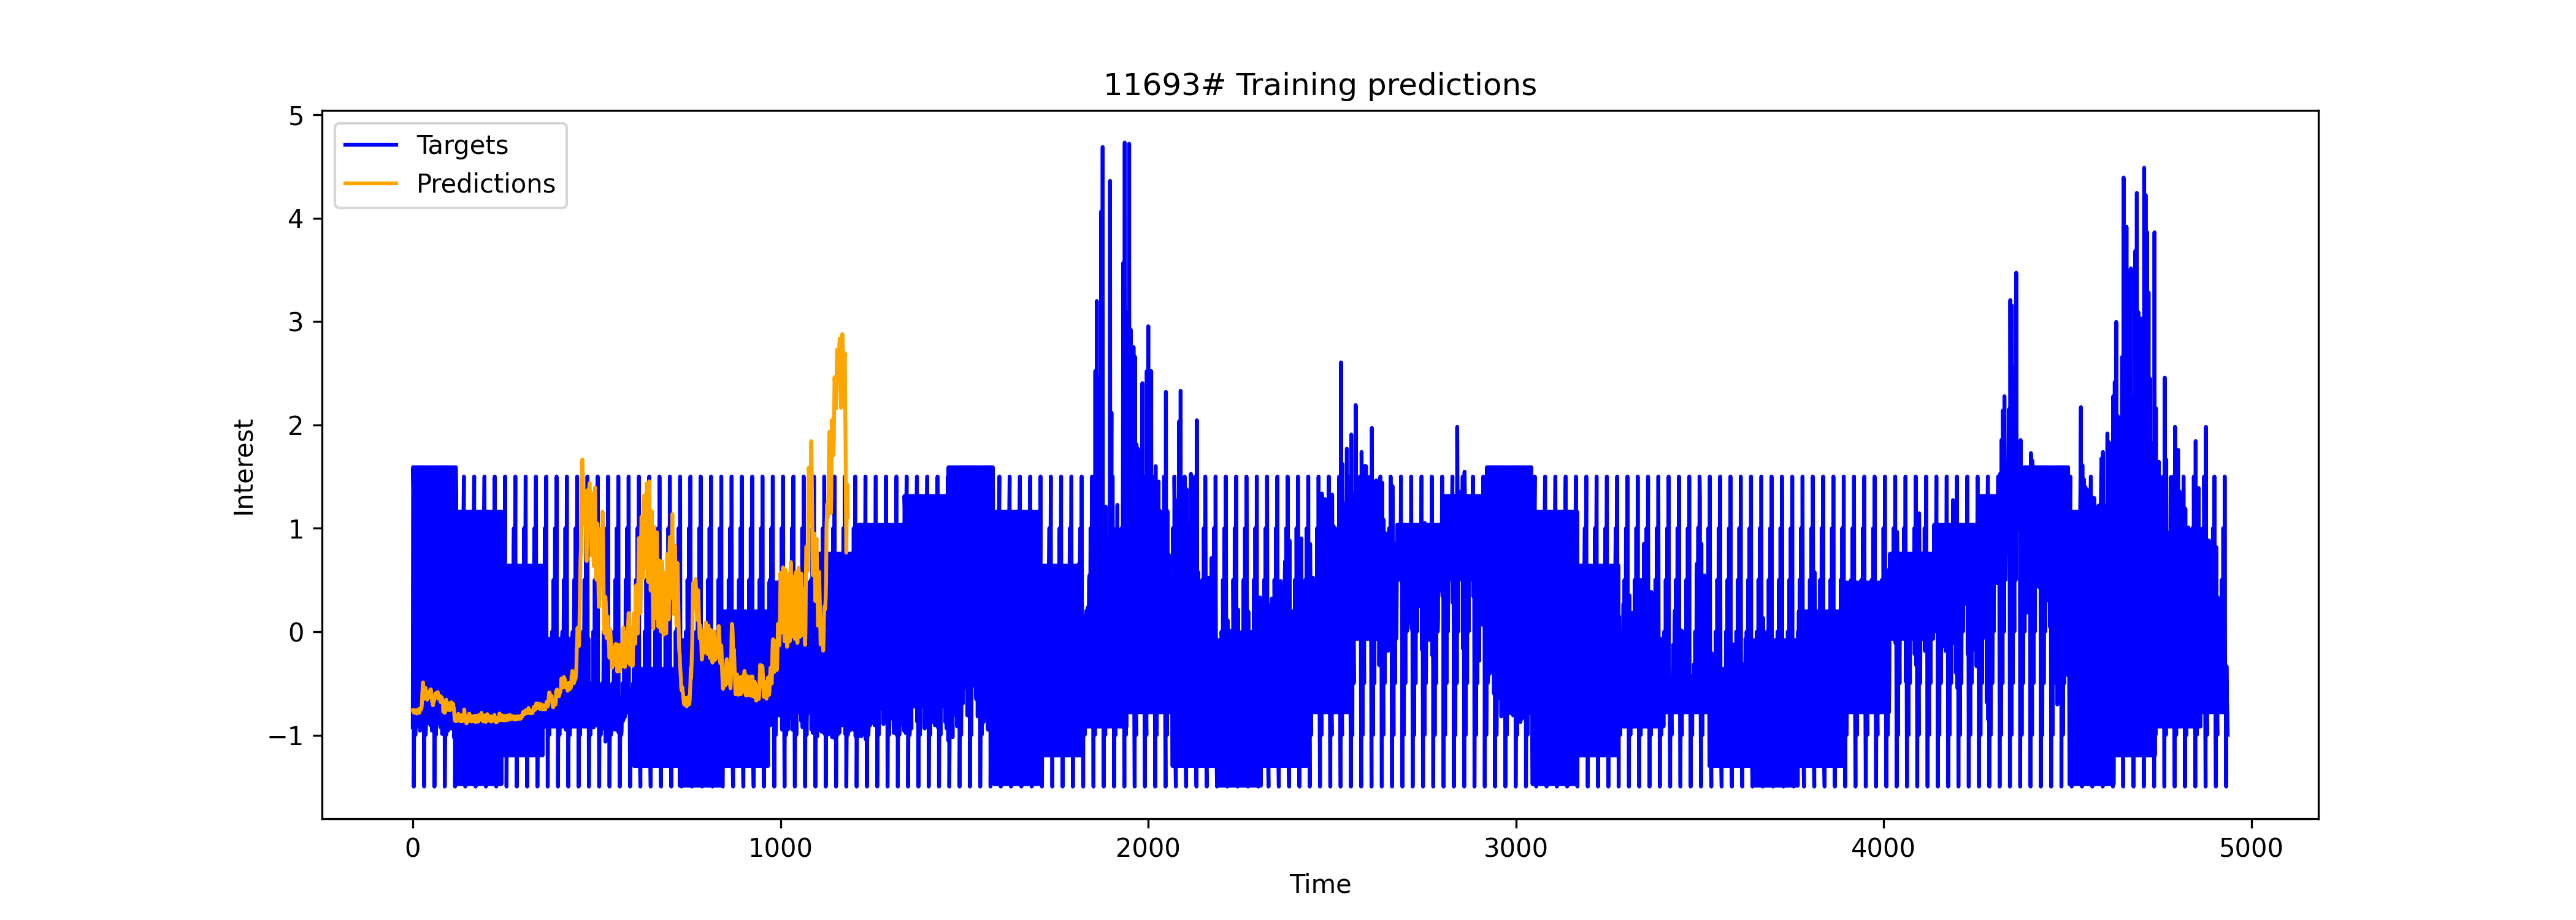 11693# Training predictions
Targets
Predictions
Interest
5
4
3
2
1
0
−1
0 1000 2000 3000 4000 5000
Time